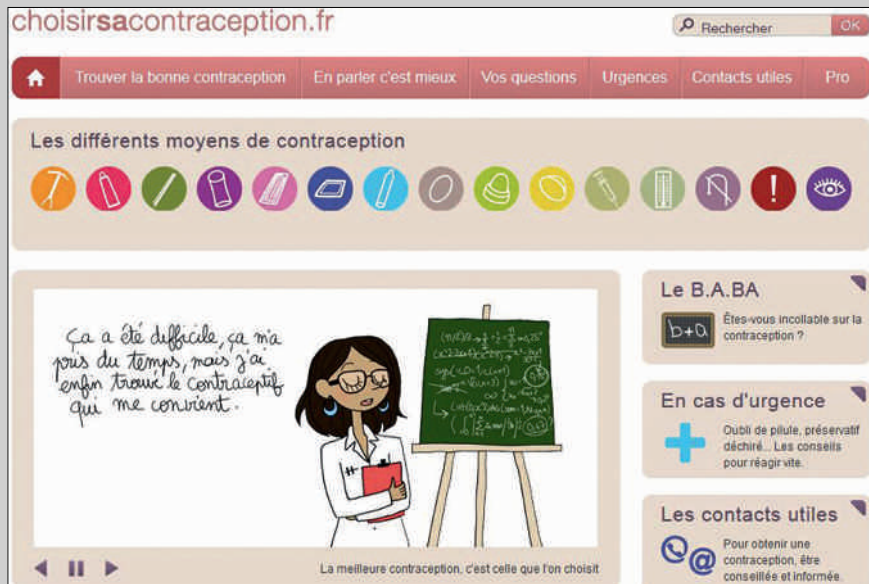 choisirsacontraception.fr
Rechercher OK
Trouver la bonne contraception En parler c'est mieux Vos questions Urgences Contacts utiles Pro
Les différents moyens de contraception
ça a été difficile, ça m'a
pris du temps, mais j'ai
enfin trouvé le contraceptif
qui me convient.
La meilleure contraception, c'est celle que l'on choisit
Le B.A.BA
b+a
Êtes-vous incollable sur la
contraception ?
En cas d'urgence
Oubli de pilule, préservatif
déchiré... Les conseils
pour réagir vite.
Les contacts utiles
@
Pour obtenir une
contraception, être
conseillée et informée.